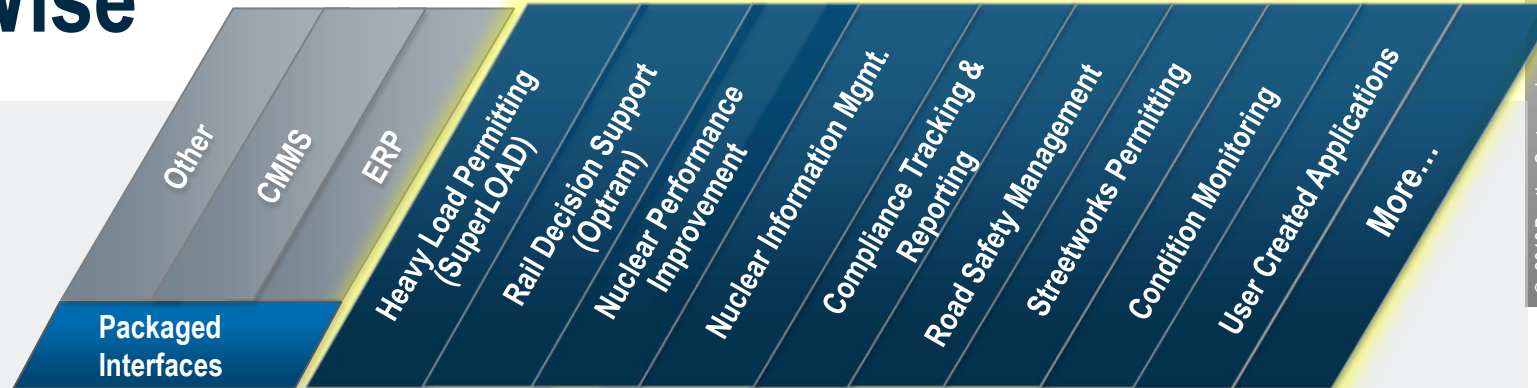 Other
CMMS
ERP
Packaged
Interfaces
Heavy Load Permitting
(SuperLOAD)
Rail Decision Support
(Optram)
Nuclear Performance
Improvement
Nuclear Information Mgmt.
Compliance Tracking &
Reporting
Road Safety Management
Streetworks Permitting
Condition Monitoring
User Created Applications
More...